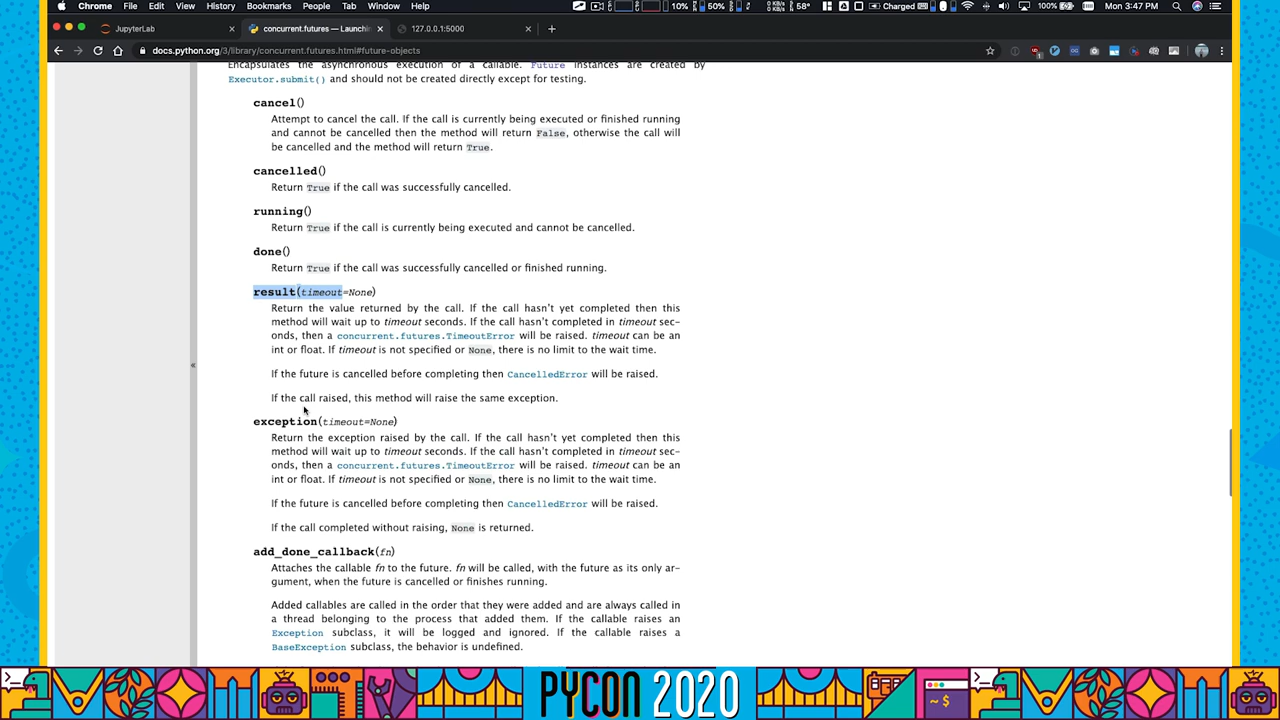 Chrome File Edit View History Bookmarks People Tab Window Help
10% 50% 58° Charged 100% Mon 3:47 PM
JupyterLab
concurrent.futures — Launchi
127.0.0.1:5000
docs.python.org/3/library/concurrent.futures.html#future-objects
Encapsulates the asynchronous execution of a callable. Future instances are created by
Executor.submit() and should not be created directly except for testing.
cancel()
Attempt to cancel the call. If the call is currently being executed or finished running
and cannot be cancelled then the method will return False, otherwise the call will
be cancelled and the method will return True.
cancelled()
Return True if the call was successfully cancelled.
running()
Return True if the call is currently being executed and cannot be cancelled.
done()
Return True if the call was successfully cancelled or finished running.
result(timeout=None)
Return the value returned by the call. If the call hasn't yet completed then this
method will wait up to timeout seconds. If the call hasn't completed in timeout sec-
onds, then a concurrent.futures.TimeoutError will be raised. timeout can be an
int or float. If timeout is not specified or None, there is no limit to the wait time.
If the future is cancelled before completing then CancelledError will be raised.
If the call raised, this method will raise the same exception.
exception(timeout=None)
Return the exception raised by the call. If the call hasn't yet completed then this
method will wait up to timeout seconds. If the call hasn't completed in timeout sec-
onds, then a concurrent.futures.TimeoutError will be raised. timeout can be an
int or float. If timeout is not specified or None, there is no limit to the wait time.
If the future is cancelled before completing then CancelledError will be raised.
If the call completed without raising, None is returned.
add_done_callback(fn)
Attaches the callable fn to the future. fn will be called, with the future as its only ar-
gument, when the future is cancelled or finishes running.
Added callables are called in the order that they were added and are always called in
a thread belonging to the process that added them. If the callable raises an
Exception subclass, it will be logged and ignored. If the callable raises a
BaseException subclass, the behavior is undefined.
PYCON 2020
~ $